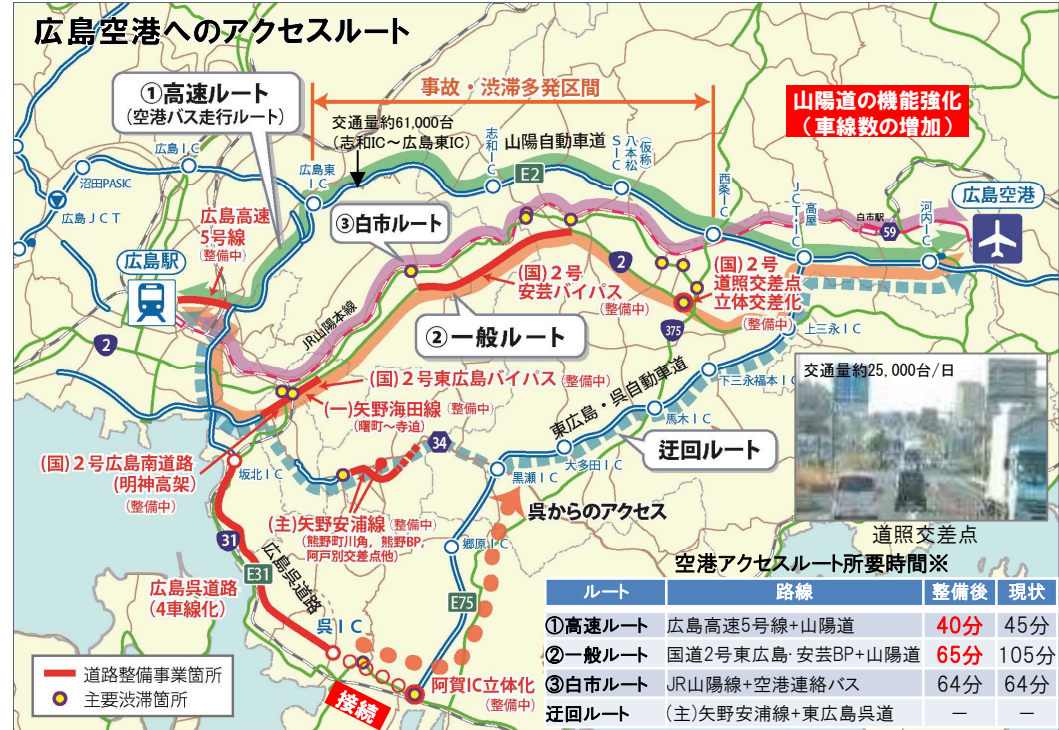 広島空港へのアクセスルート
①高速ルート
(空港バス走行ルート)
事故・渋滞多発区間
交通量約61,000台
(志和IC～広島東IC)
山陽道の機能強化
(車線数の増加)
山陽自動車道
E2
広島IC
沼田PASIC
広島JCT
広島東IC
志和IC
(仮称)八本松SIC
西条IC
高屋JCT・IC
白市駅
59
河内IC
広島空港
広島高速
5号線
(整備中)
③白市ルート
広島駅
JR山陽本線
(国)2号
安芸バイパス
(整備中)
2
(国)2号
道照交差点
立体交差化
(整備中)
375
②一般ルート
2
上三永IC
下三永福本IC
馬木IC
東広島・呉自動車道
(国)2号東広島バイパス(整備中)
(一)矢野海田線(整備中)
(曙町～寺迫)
34
迂回ルート
大多田IC
黒瀬IC
(国)2号広島南道路
(明神高架)
(整備中)
坂北IC
(主)矢野安浦線(整備中)
(熊野町川角,熊野BP,
阿戸別交差点他)
呉からのアクセス
郷原IC
31
広島呉道路
E31
広島呉道路
(4車線化)
E75
呉IC
阿賀IC立体化
(整備中)
接続
道路整備事業箇所
主要渋滞箇所
交通量約25,000台/日
道照交差点
空港アクセスルート所要時間※
ルート 路線 整備後 現状
①高速ルート 広島高速5号線+山陽道 40分 45分
②一般ルート 国道2号東広島・安芸BP+山陽道 65分 105分
③白市ルート JR山陽線+空港連絡バス 64分 64分
迂回ルート (主)矢野安浦線+東広島呉道 － －